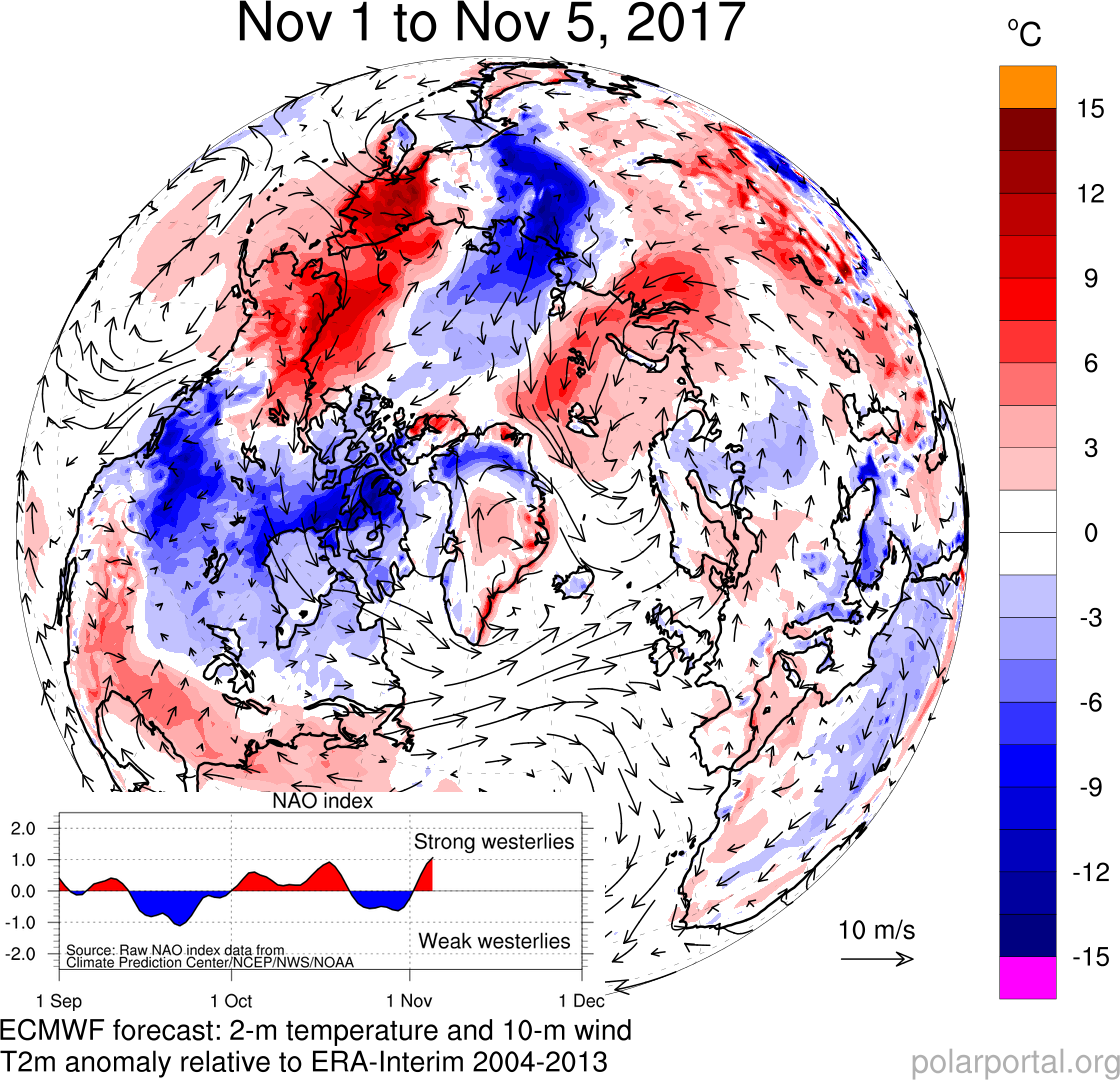 Nov 1 to Nov 5, 2017
°C
15
12
9
6
3
0
-3
-6
-9
-12
-15
10 m/s
NAO index
2.0
1.0
0.0
-1.0
-2.0
Strong westerlies
Weak westerlies
Source: Raw NAO index data from
Climate Prediction Center/NCEP/NWS/NOAA
1 Sep
1 Oct
1 Nov
1 Dec
ECMWF forecast: 2-m temperature and 10-m wind
T2m anomaly relative to ERA-Interim 2004-2013
polarportal.org